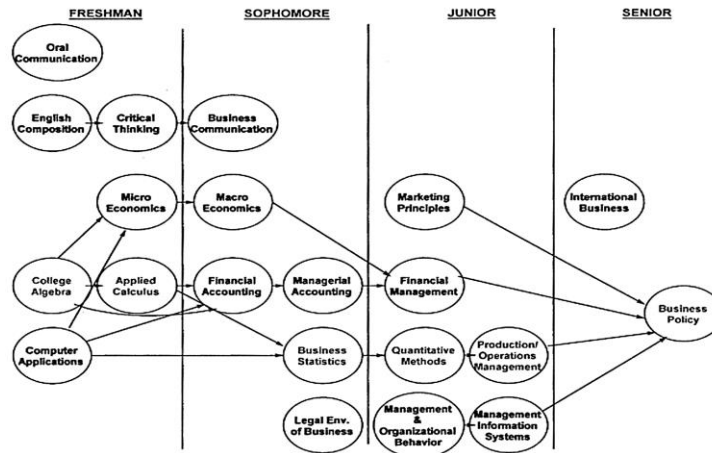 FRESHMAN SOPHOMORE JUNIOR SENIOR
Oral
Communication
English
Composition
Critical
Thinking
Business
Communication
Micro
Economics
Macro
Economics
Marketing
Principles
International
Business
College
Algebra
Applied
Calculus
Financial
Accounting
Managerial
Accounting
Financial
Management
Business
Policy
Computer
Applications
Business
Statistics
Quantitative
Methods
Production/
Operations
Management
Legal Env.
of Business
Management
&
Organizational
Behavior
Management
Information
Systems